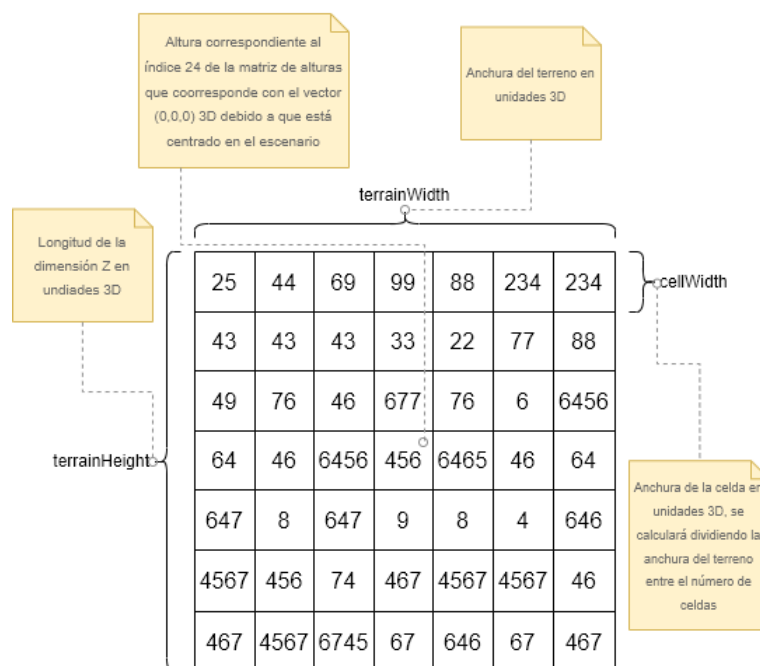 Altura correspondiente al
índice 24 de la matriz de alturas
que coorresponde con el vector
(0,0,0) 3D debido a que está
centrado en el escenario
Anchura del terreno en
unidades 3D
terrainWidth
Longitud de la
dimensión Z en
undiades 3D
25 44 69 99 88 234 234
cellWidth
43 43 43 33 22 77 88
49 76 46 677 76 6 6456
terrainHeight
64 46 6456 456 6465 46 64
647 8 647 9 8 4 646
4567 456 74 467 4567 4567 46
467 4567 6745 67 646 67 467
Anchura de la celda en
unidades 3D, se
calculará dividiendo la
anchura del terreno
entre el número de
celdas